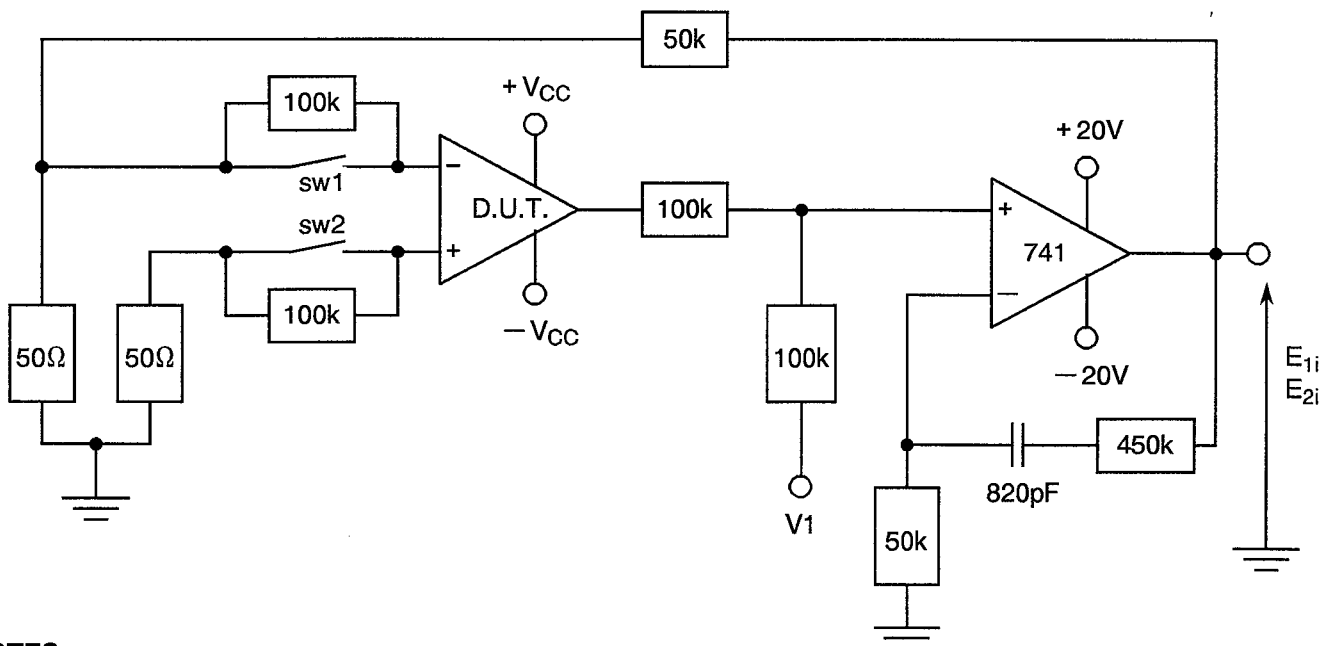 50k
100k
+VCC
+20V
sw1
−
D.U.T.
100k
+
741
sw2
+
−
100k
−VCC
−20V
50Ω
50Ω
100k
E1i
E2i
450k
820pF
V1
50k